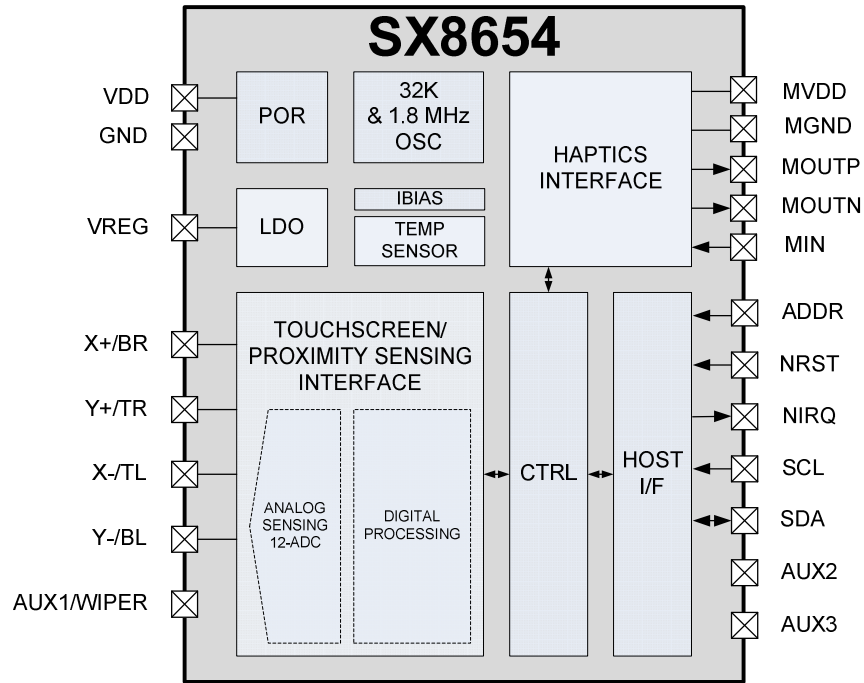 SX8654
VDD
GND
VREG
X+/BR
Y+/TR
X-/TL
Y-/BL
AUX1/WIPER
POR
32K
& 1.8 MHz
OSC
LDO
IBIAS
TEMP
SENSOR
HAPTICS
INTERFACE
TOUCHSCREEN/
PROXIMITY SENSING
INTERFACE
ANALOG
SENSING
12-ADC
DIGITAL
PROCESSING
CTRL
HOST
I/F
MVDD
MGND
MOUTP
MOUTN
MIN
ADDR
NRST
NIRQ
SCL
SDA
AUX2
AUX3